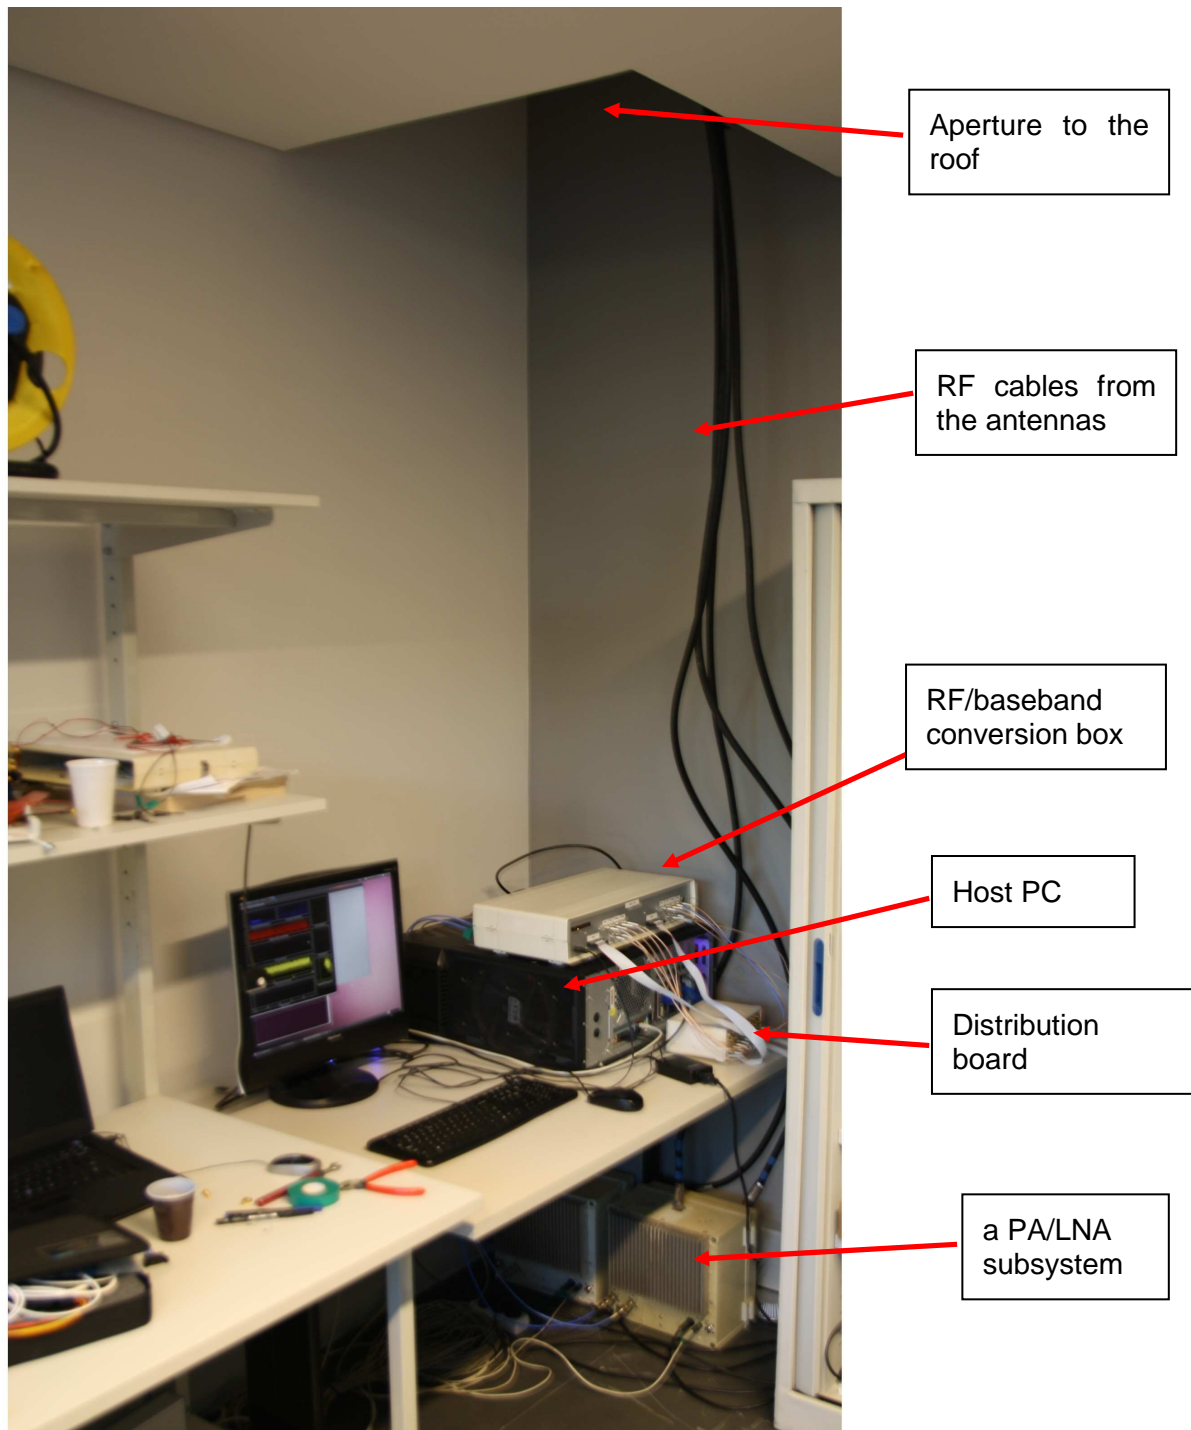 Aperture to the
roof
RF cables from
the antennas
RF/baseband
conversion box
Host PC
Distribution
board
a PA/LNA
subsystem